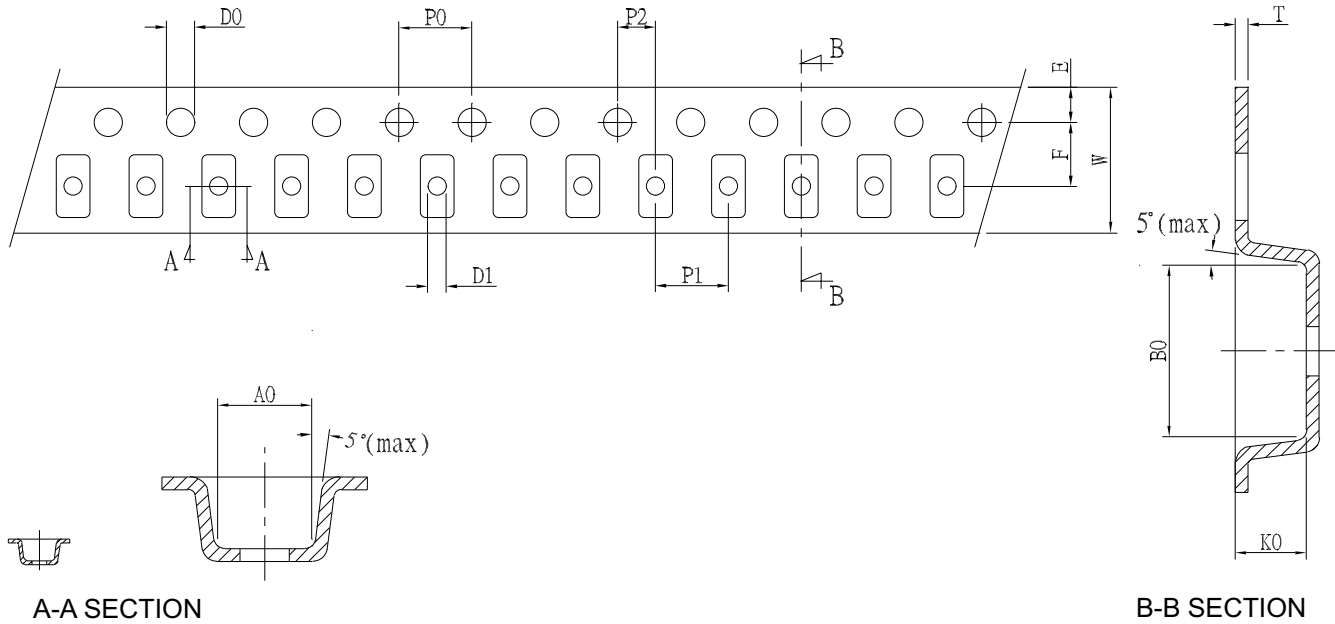 D0
P0
P2
B
T
E
F
W
A
A
D1
P1
B
5°(max)
B0
A0
5°(max)
K0
A-A SECTION
B-B SECTION